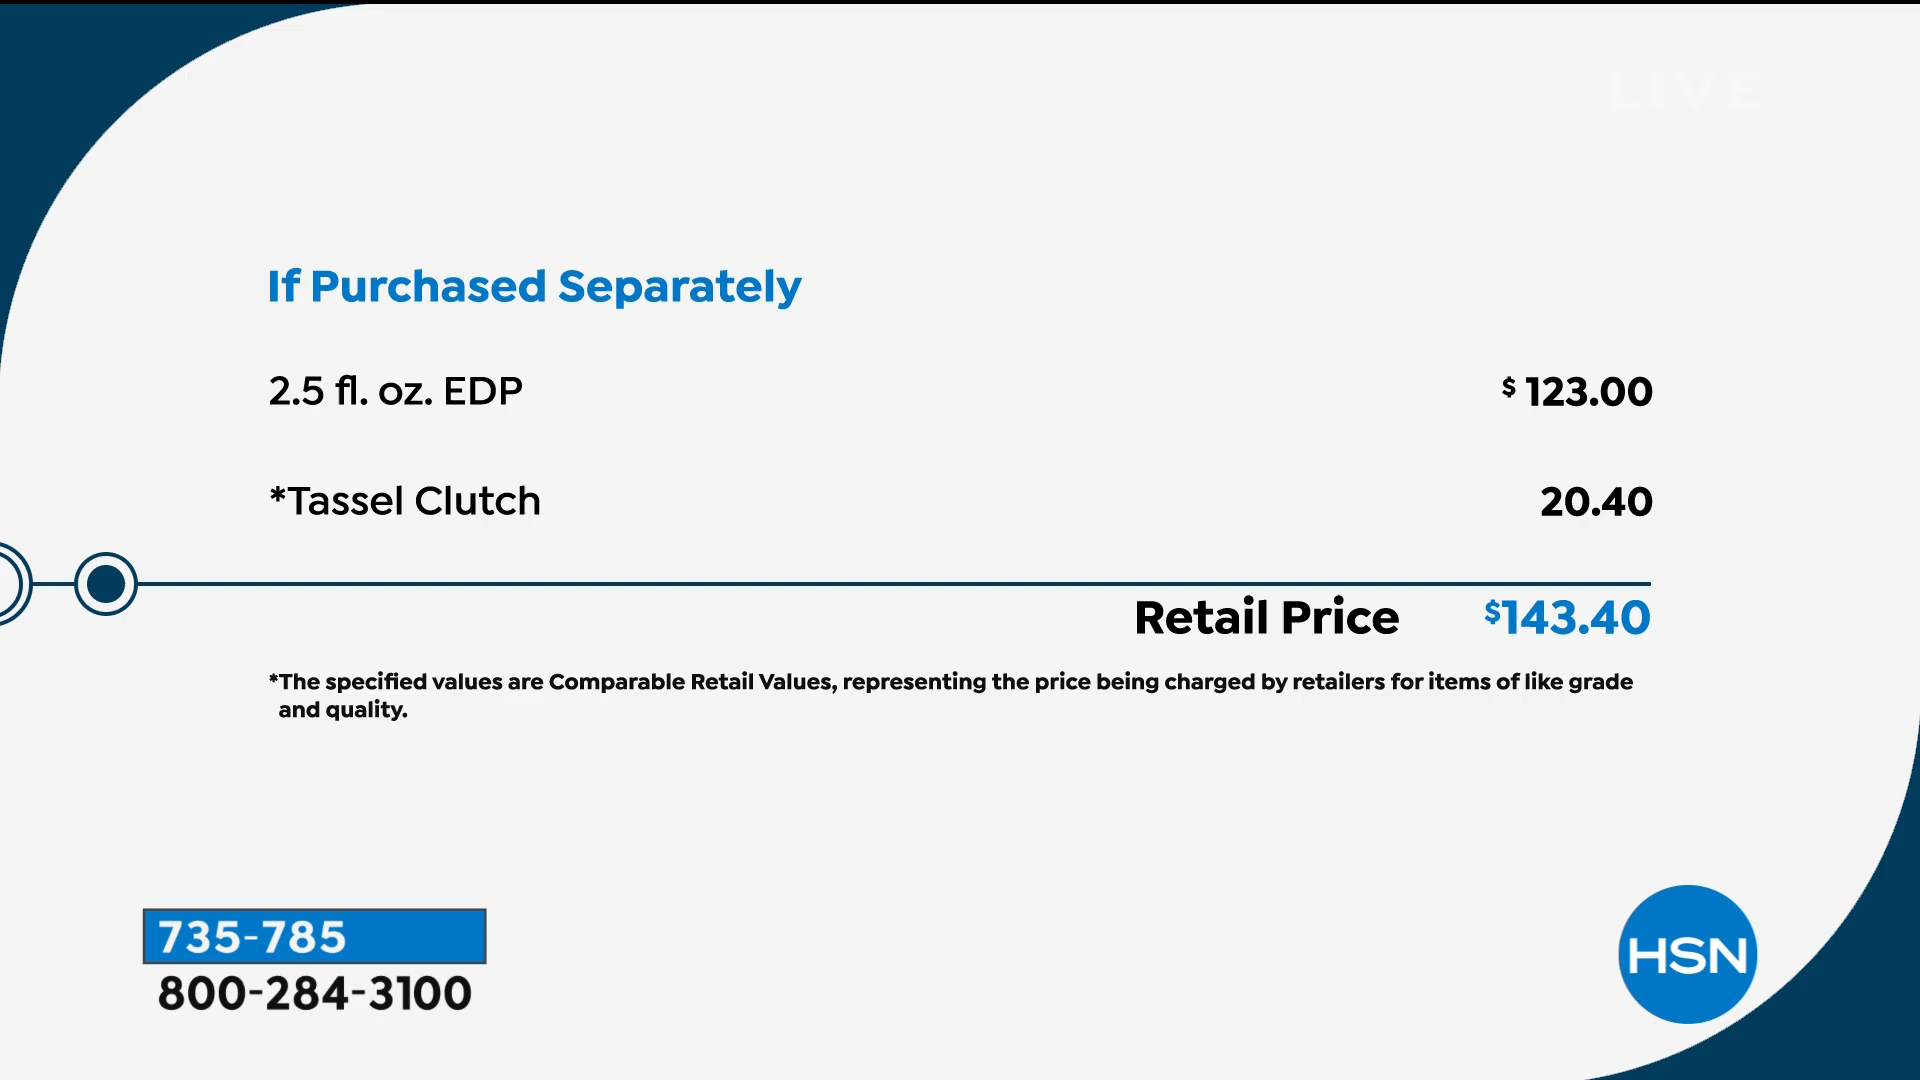 LIVE
If Purchased Separately
2.5 fl. oz. EDP $ 123.00
*Tassel Clutch 20.40
Retail Price $143.40
*The specified values are Comparable Retail Values, representing the price being charged by retailers for items of like grade
and quality.
735-785
800-284-3100
HSN